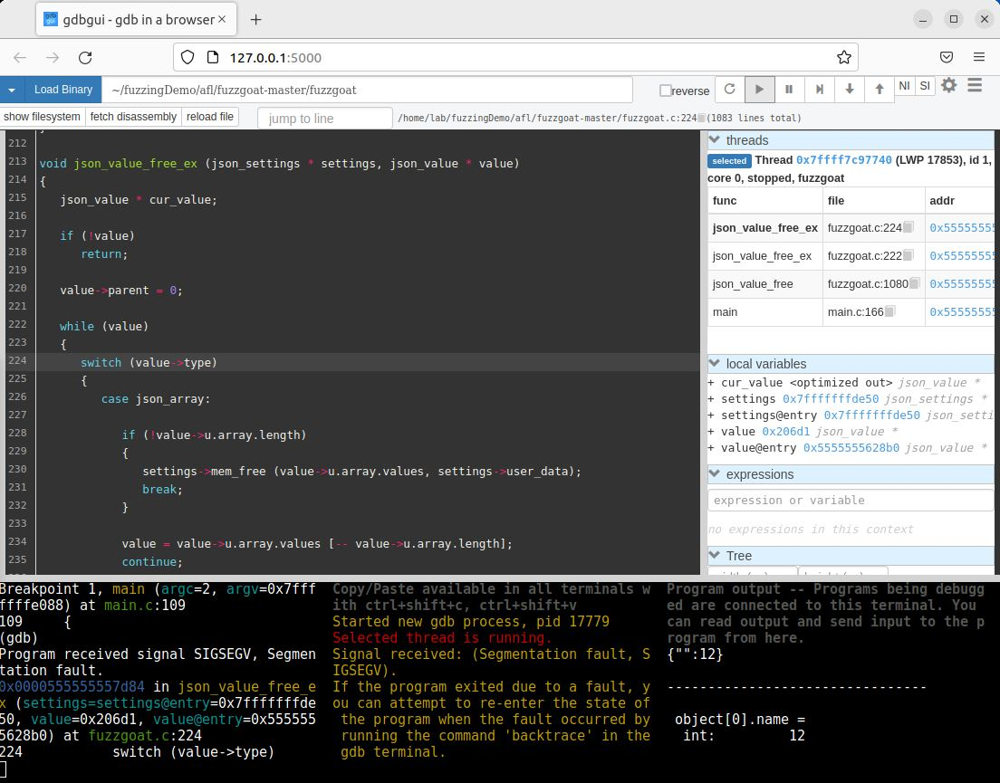 gdbgui - gdb in a browser
127.0.0.1:5000
Load Binary ~/fuzzingDemo/afl/fuzzgoat-master/fuzzgoat reverse NI SI
show filesystem fetch disassembly reload file jump to line /home/lab/fuzzingDemo/afl/fuzzgoat-master/fuzzgoat.c:224 (1083 lines total)
212
213 void json_value_free_ex (json_settings * settings, json_value * value)
214 {
215 json_value * cur_value;
216
217 if (!value)
218 return;
219
220 value->parent = 0;
221
222 while (value)
223 {
224 switch (value->type)
225 {
226 case json_array:
227
228 if (!value->u.array.length)
229 {
230 settings->mem_free (value->u.array.values, settings->user_data);
231 break;
232 }
233
234 value = value->u.array.values [-- value->u.array.length];
235 continue;
threads
selected Thread 0x7ffff7c97740 (LWP 17853), id 1,
core 0, stopped, fuzzgoat
func file addr
json_value_free_ex fuzzgoat.c:224 0x55555555
json_value_free_ex fuzzgoat.c:222 0x55555555
json_value_free fuzzgoat.c:1080 0x55555555
main main.c:166 0x55555555
local variables
+ cur_value <optimized out> json_value *
+ settings 0x7fffffffde50 json_settings *
+ settings@entry 0x7fffffffde50 json_setti
+ value 0x206d1 json_value *
+ value@entry 0x5555555628b0 json_value *
expressions
expression or variable
no expressions in this context
Tree
Breakpoint 1, main (argc=2, argv=0x7fff
ffffe088) at main.c:109
109 {
(gdb)
Program received signal SIGSEGV, Segmen
tation fault.
0x0000555555557d84 in json_value_free_e
x (settings=settings@entry=0x7fffffffde
50, value=0x206d1, value@entry=0x555555
5628b0) at fuzzgoat.c:224
224 switch (value->type)
Copy/Paste available in all terminals w
ith ctrl+shift+c, ctrl+shift+v
Started new gdb process, pid 17779
Selected thread is running.
Signal received: (Segmentation fault, S
IGSEGV).
If the program exited due to a fault, y
ou can attempt to re-enter the state of
the program when the fault occurred by
running the command 'backtrace' in the
gdb terminal.
Program output -- Programs being debugg
ed are connected to this terminal. You
can read output and send input to the p
rogram from here.
{"":12}
--------------------------------
object[0].name =
int: 12